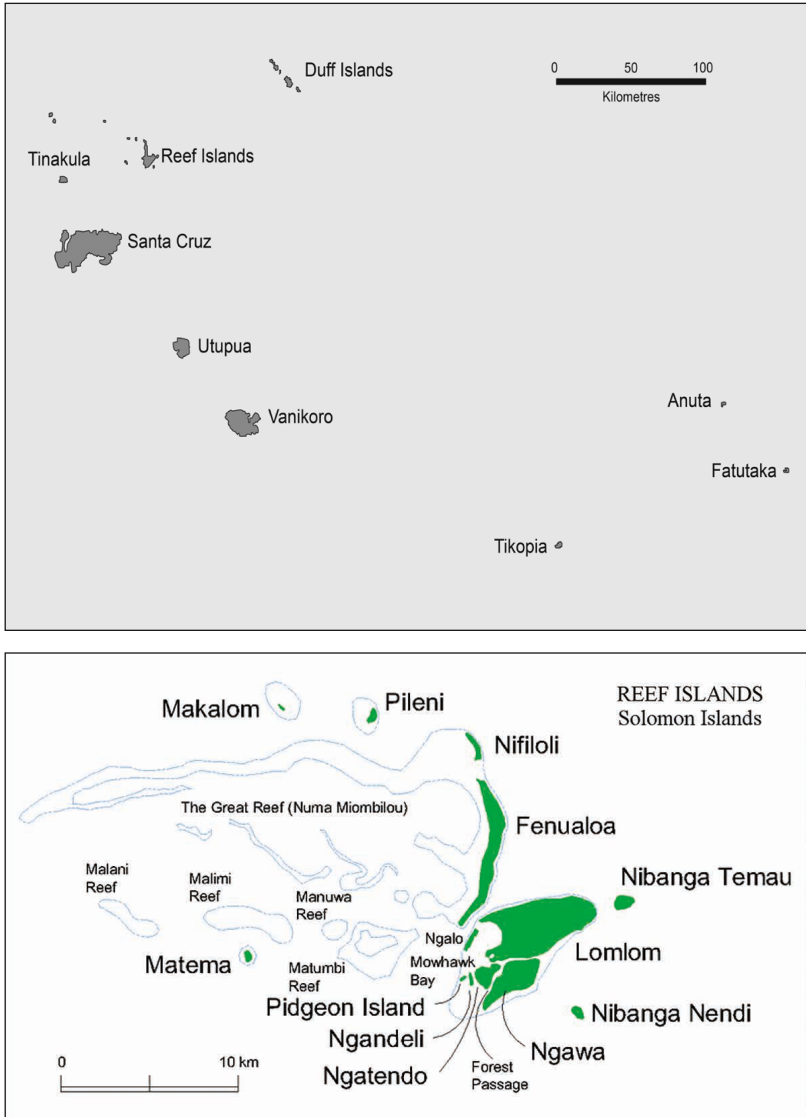 Duff Islands
0 50 100
Kilometres
Tinakula
Reef Islands
Santa Cruz
Utupua
Vanikoro
Anuta
Fatutaka
Tikopia
REEF ISLANDS
Solomon Islands
Makalom
Pileni
Nifiloli
The Great Reef (Numa Miombilou)
Fenualoa
Malani
Reef
Malimi
Reef
Manuwa
Reef
Nibanga Temau
Ngalo
Lomlom
Matema
Matumbi
Reef
Mowhawk
Bay
Pidgeon Island
Nibanga Nendi
Ngandeli
Ngawa
Ngatendo
Forest
Passage
0 10 km